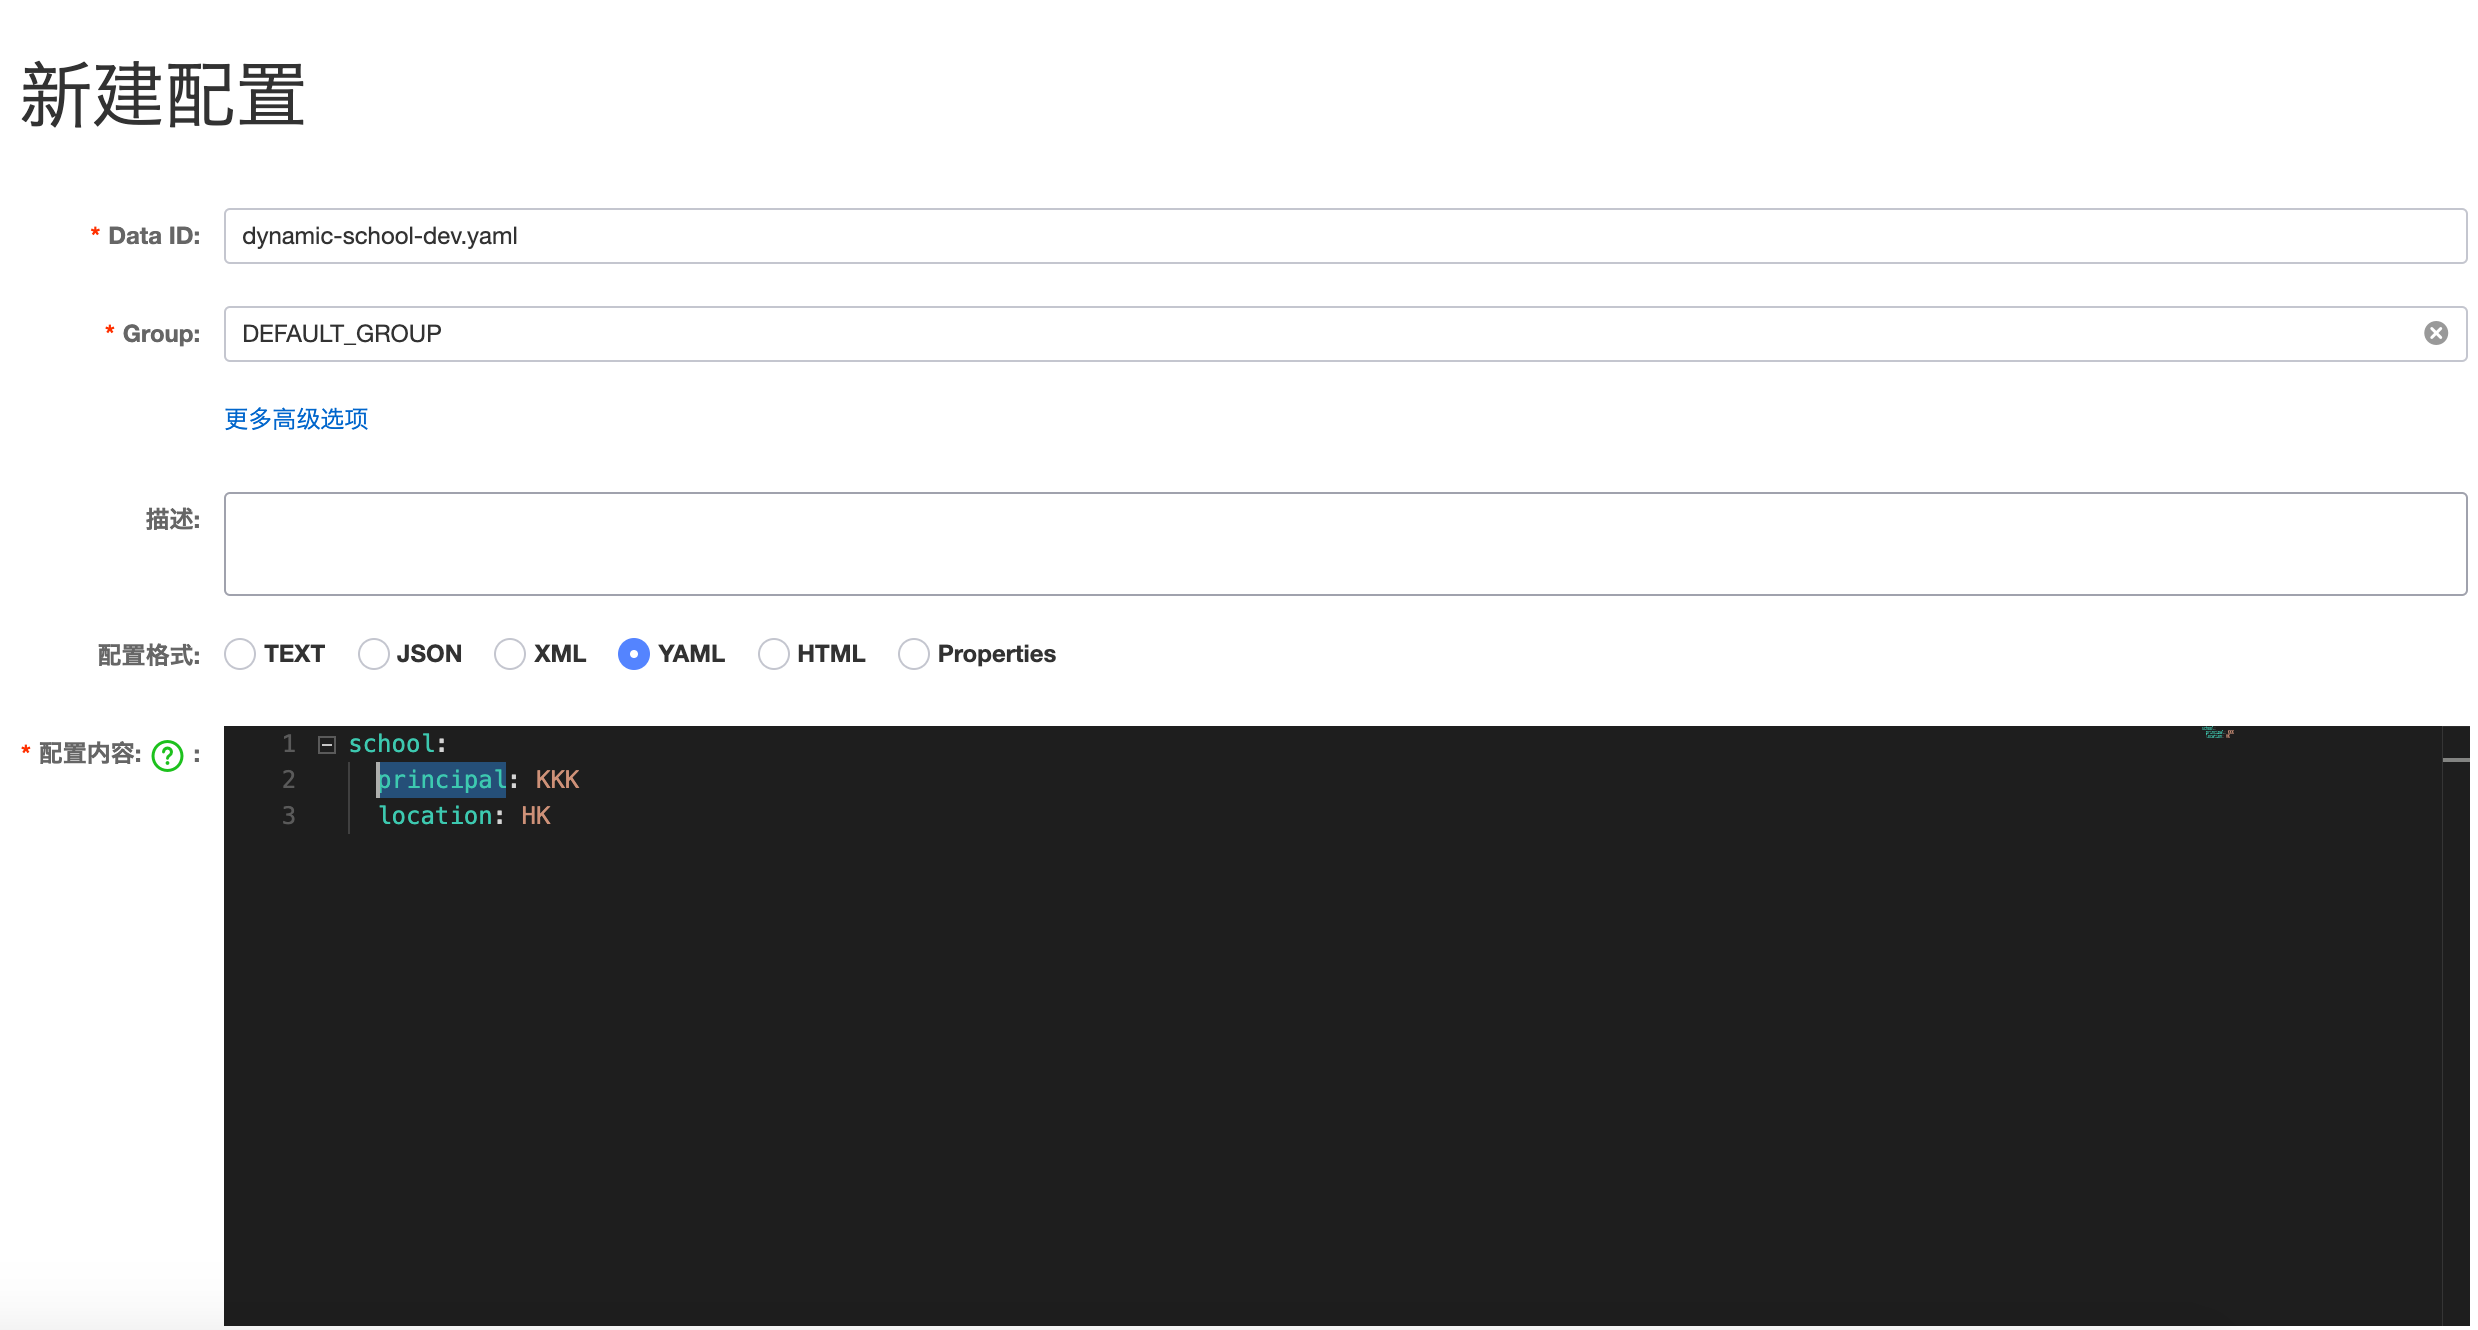 新建配置
* Data ID: dynamic-school-dev.yaml
* Group: DEFAULT_GROUP
更多高级选项
描述:
配置格式: TEXT JSON XML YAML HTML Properties
* 配置内容: ? :
1 school:
2 principal: KKK
3 location: HK